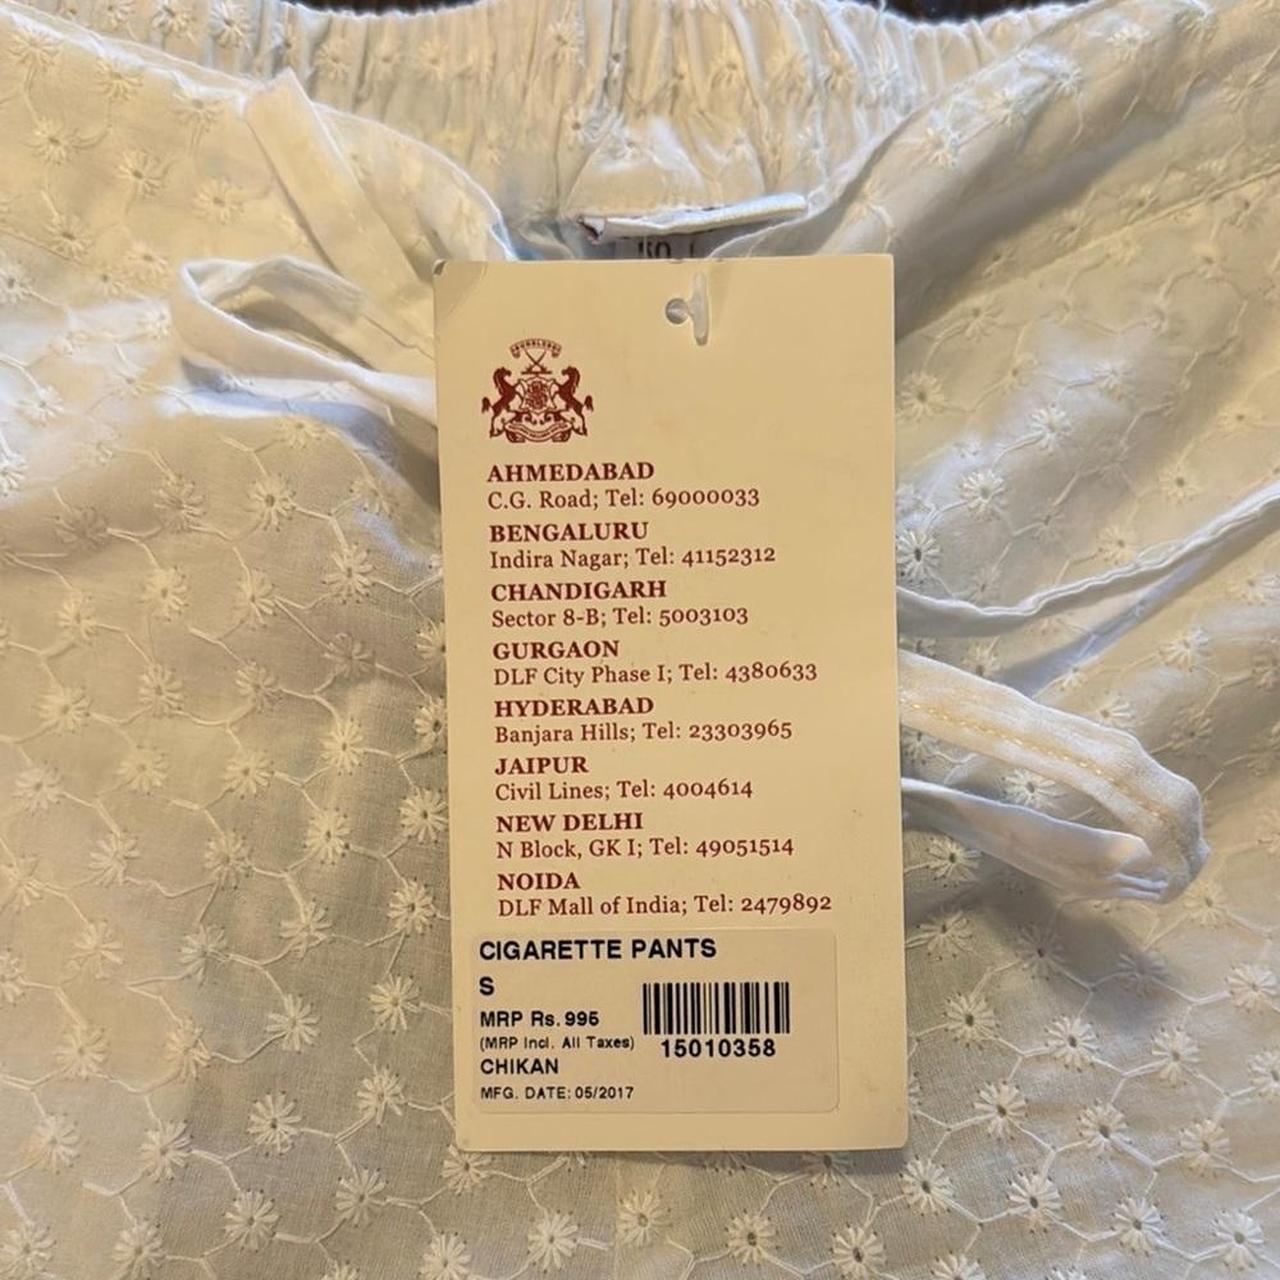 AHMEDABAD
C.G. Road; Tel: 69000033
BENGALURU
Indira Nagar; Tel: 41152312
CHANDIGARH
Sector 8-B; Tel: 5003103
GURGAON
DLF City Phase I; Tel: 4380633
HYDERABAD
Banjara Hills; Tel: 23303965
JAIPUR
Civil Lines; Tel: 4004614
NEW DELHI
N Block, GK I; Tel: 49051514
NOIDA
DLF Mall of India; Tel: 2479892
CIGARETTE PANTS
S
MRP Rs. 995
(MRP Incl. All Taxes)
15010358
CHIKAN
MFG. DATE: 05/2017